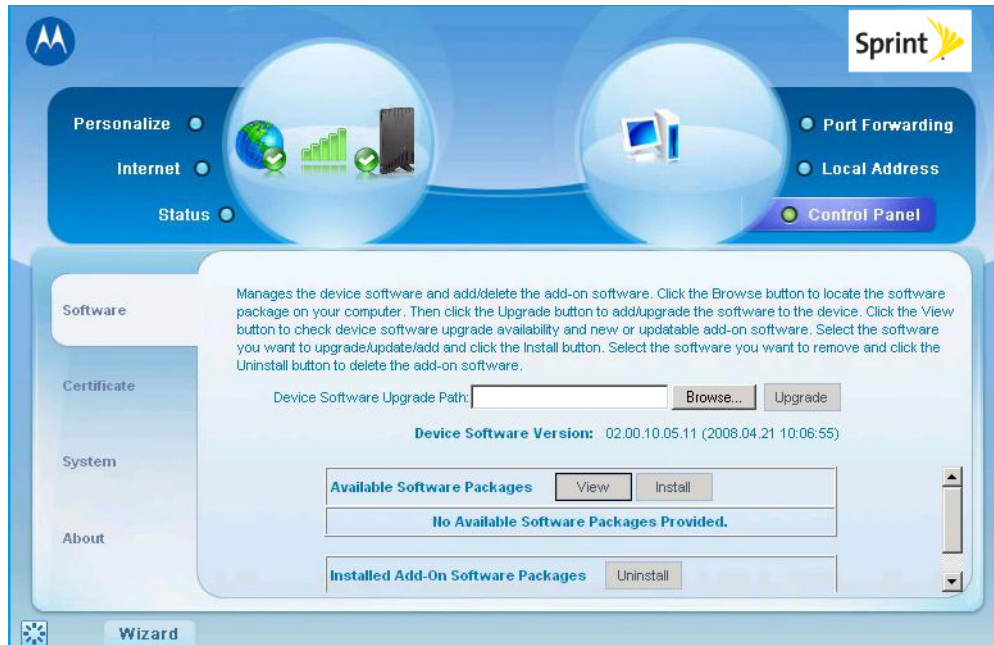 Sprint
Personalize
Internet
Status
Port Forwarding
Local Address
Control Panel
Software
Certificate
System
About
Manages the device software and add/delete the add-on software. Click the Browse button to locate the software
package on your computer. Then click the Upgrade button to add/upgrade the software to the device. Click the View
button to check device software upgrade availability and new or updatable add-on software. Select the software
you want to upgrade/update/add and click the Install button. Select the software you want to remove and click the
Uninstall button to delete the add-on software.
Device Software Upgrade Path: Browse... Upgrade
Device Software Version: 02.00.10.05.11 (2008.04.21 10:06:55)
Available Software Packages View Install
No Available Software Packages Provided.
Installed Add-On Software Packages Uninstall
Wizard